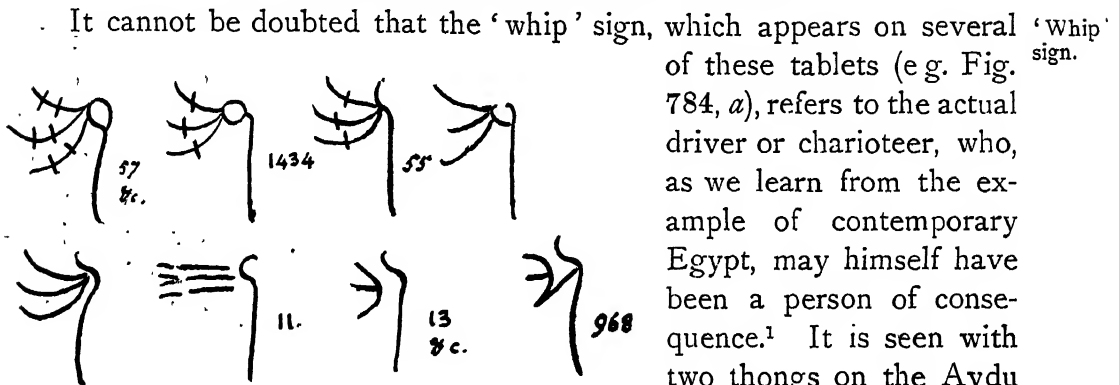 It cannot be doubted that the ‘whip’ sign, which appears on several
‘Whip’
sign.
of these tablets (e g. Fig.
784, a), refers to the actual
driver or charioteer, who,
as we learn from the ex-
ample of contemporary
Egypt, may himself have
been a person of conse-
quence.¹ It is seen with
two thongs on the Avdu
57
&c.
1434
55
11.
13
&c.
968